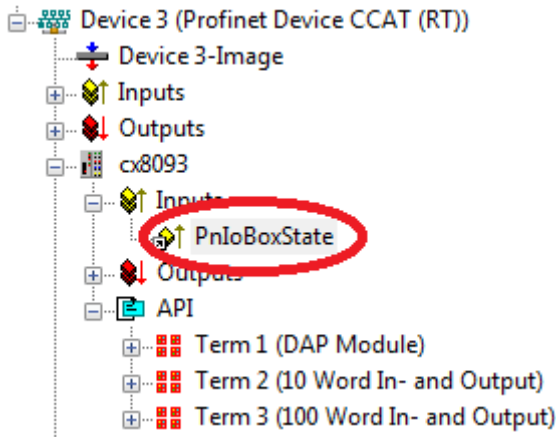 Device 3 (Profinet Device CCAT (RT))
Device 3-Image
Inputs
Outputs
cx8093
Inputs
PnIoBoxState
Outputs
API
Term 1 (DAP Module)
Term 2 (10 Word In- and Output)
Term 3 (100 Word In- and Output)